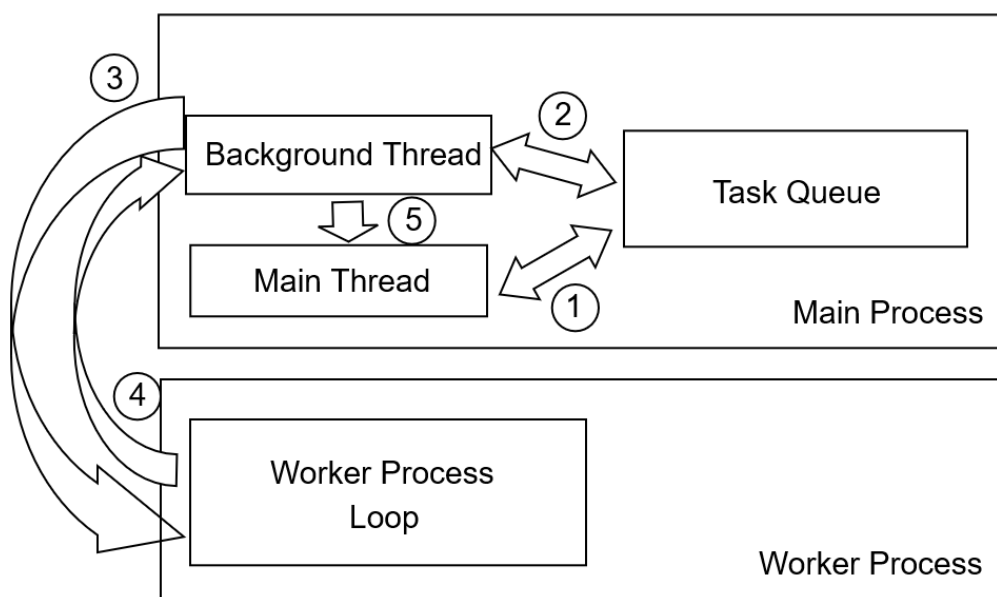 3
2
Background Thread
Task Queue
5
Main Thread
1
Main Process
4
Worker Process
Loop
Worker Process